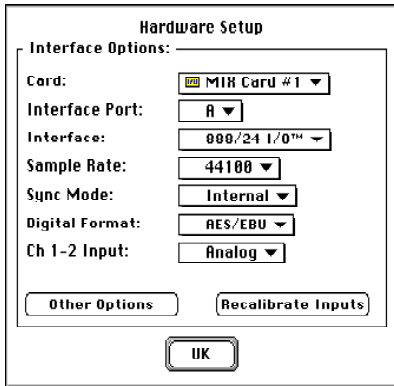 Hardware Setup
Interface Options:
Card: MIX Card #1
Interface Port: A
Interface: 888/24 I/O™
Sample Rate: 44100
Sync Mode: Internal
Digital Format: AES/EBU
Ch 1-2 Input: Analog
Other Options Recalibrate Inputs
OK